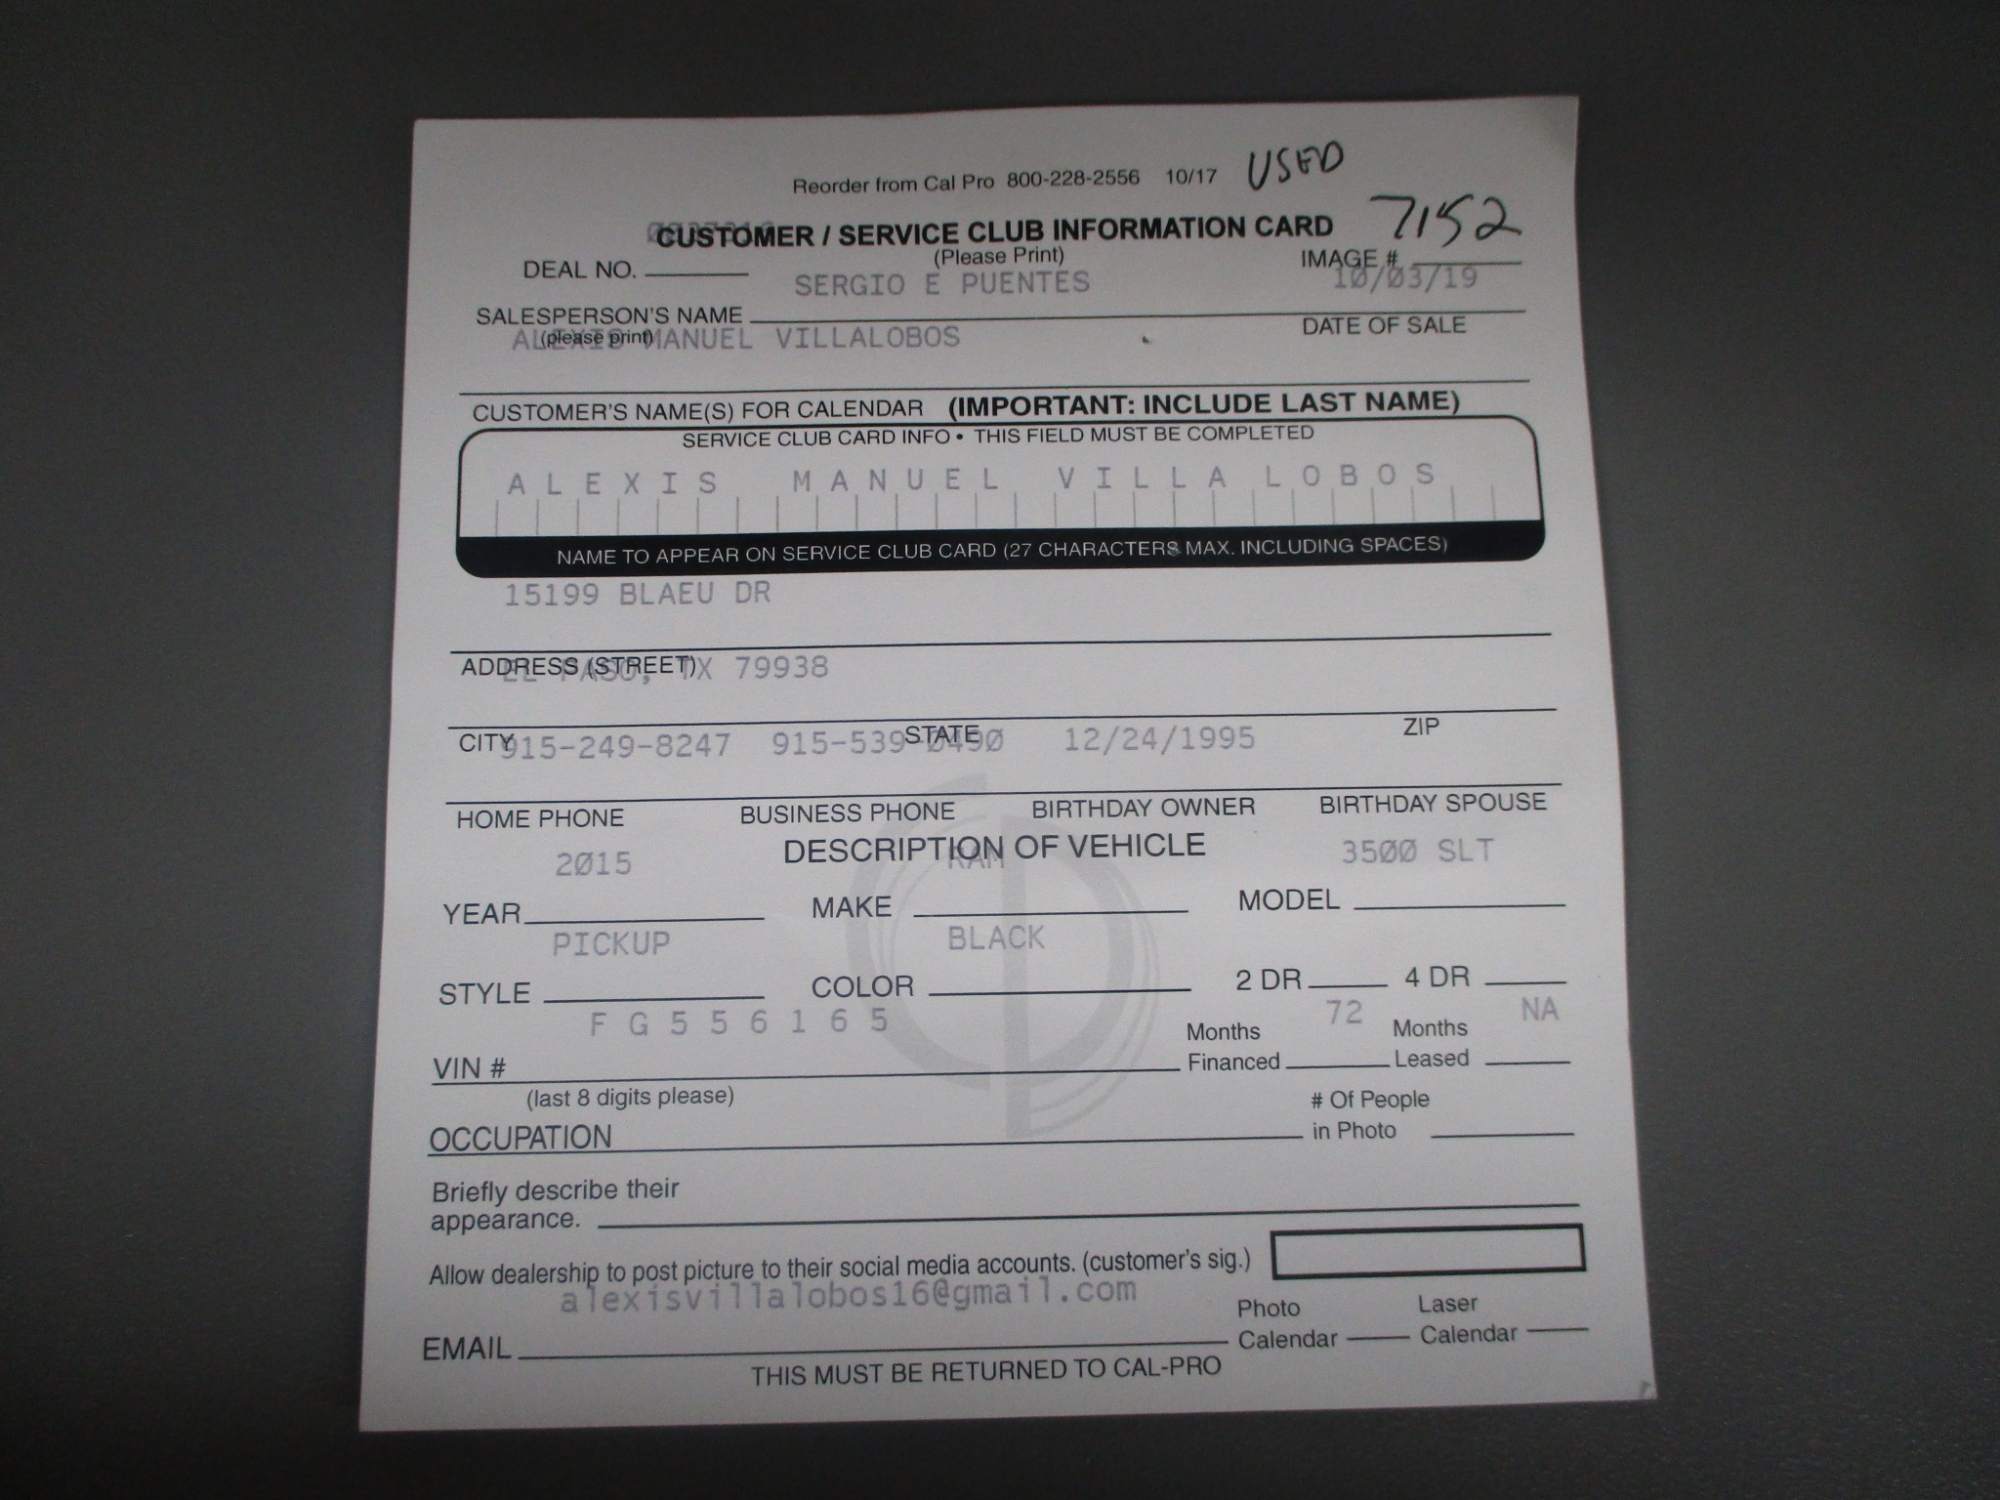 Reorder from Cal Pro 800-228-2556 10/17 USED
CUSTOMER / SERVICE CLUB INFORMATION CARD 7152
(Please Print)
DEAL NO. IMAGE #
SERGIO E PUENTES 10/03/19
SALESPERSON'S NAME DATE OF SALE
(please print)
ALEXIS MANUEL VILLALOBOS
CUSTOMER'S NAME(S) FOR CALENDAR (IMPORTANT: INCLUDE LAST NAME)
SERVICE CLUB CARD INFO • THIS FIELD MUST BE COMPLETED
A L E X I S M A N U E L V I L L A L O B O S
NAME TO APPEAR ON SERVICE CLUB CARD (27 CHARACTERS MAX. INCLUDING SPACES)
15199 BLAEU DR
ADDRESS (STREET)
EL PASO, TX 79938
CITY STATE ZIP
915-249-8247 915-539-0490 12/24/1995
HOME PHONE BUSINESS PHONE BIRTHDAY OWNER BIRTHDAY SPOUSE
DESCRIPTION OF VEHICLE
2015 RAM 3500 SLT
YEAR MAKE MODEL
PICKUP BLACK
STYLE COLOR 2 DR 4 DR
F G 5 5 6 1 6 5 72 NA
Months Months
VIN # Financed Leased
(last 8 digits please) # Of People
OCCUPATION in Photo
Briefly describe their
appearance.
Allow dealership to post picture to their social media accounts. (customer's sig.)
alexisvillalobos16@gmail.com
Photo Laser
EMAIL Calendar Calendar
THIS MUST BE RETURNED TO CAL-PRO